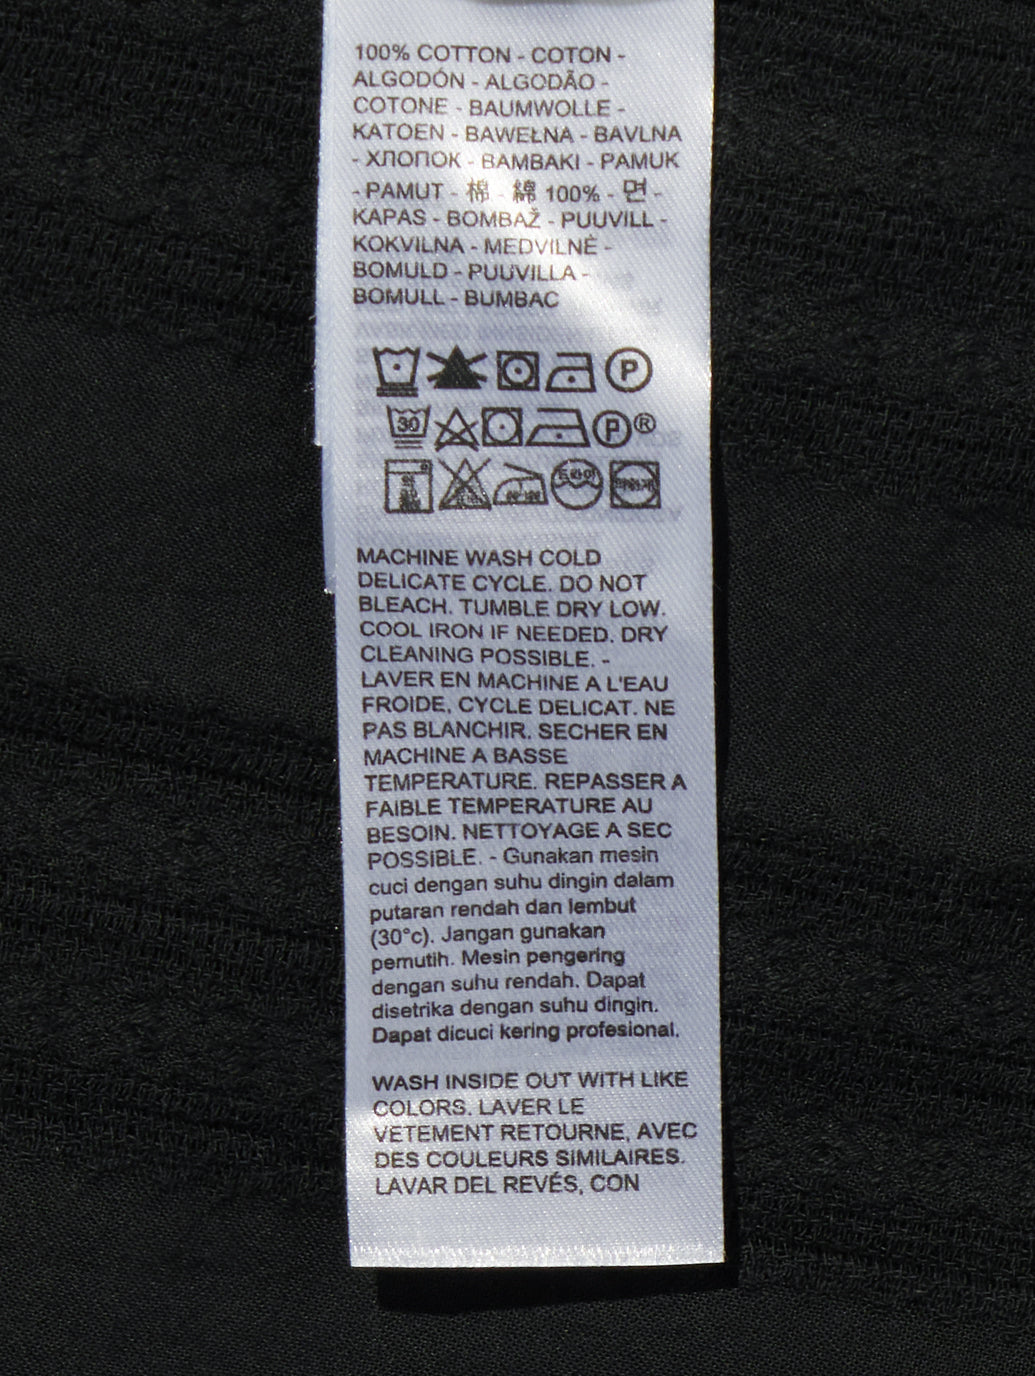 100% COTTON - COTON -
ALGODÓN - ALGODÃO -
COTONE - BAUMWOLLE -
KATOEN - BAWEŁNA - BAVLNA
- ХЛОПОК - BAMBAKI - PAMUK
- PAMUT - 棉 - 綿 100% - 면 -
KAPAS - BOMBAŽ - PUUVILL -
KOKVILNA - MEDVILNĖ -
BOMULD - PUUVILLA -
BOMULL - BUMBAC
P
30 P ®
MACHINE WASH COLD
DELICATE CYCLE. DO NOT
BLEACH. TUMBLE DRY LOW.
COOL IRON IF NEEDED. DRY
CLEANING POSSIBLE. -
LAVER EN MACHINE A L'EAU
FROIDE, CYCLE DELICAT. NE
PAS BLANCHIR. SECHER EN
MACHINE A BASSE
TEMPERATURE. REPASSER A
FAIBLE TEMPERATURE AU
BESOIN. NETTOYAGE A SEC
POSSIBLE. - Gunakan mesin
cuci dengan suhu dingin dalam
putaran rendah dan lembut
(30°c). Jangan gunakan
pemutih. Mesin pengering
dengan suhu rendah. Dapat
disetrika dengan suhu dingin.
Dapat dicuci kering profesional.
WASH INSIDE OUT WITH LIKE
COLORS. LAVER LE
VETEMENT RETOURNE, AVEC
DES COULEURS SIMILAIRES.
LAVAR DEL REVÉS, CON